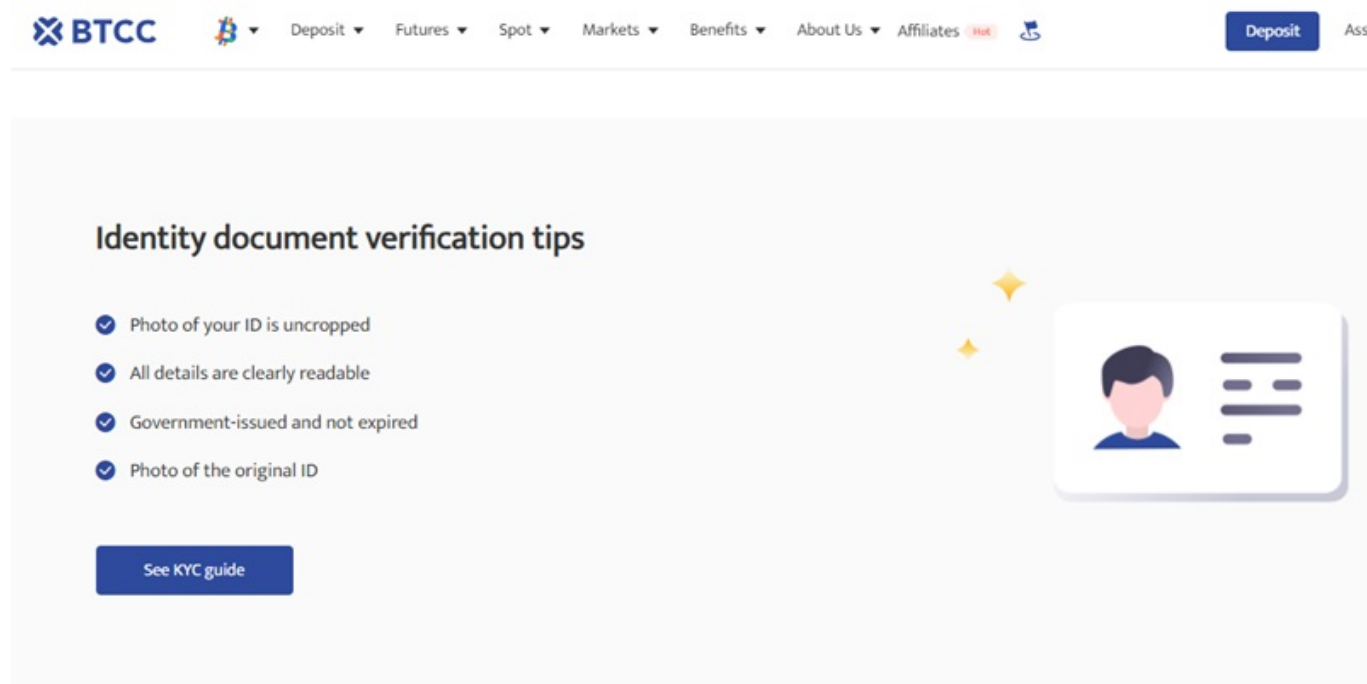 BTCC Deposit Futures Spot Markets Benefits About Us Affiliates Hot Deposit Ass
Identity document verification tips
Photo of your ID is uncropped
All details are clearly readable
Government-issued and not expired
Photo of the original ID
See KYC guide